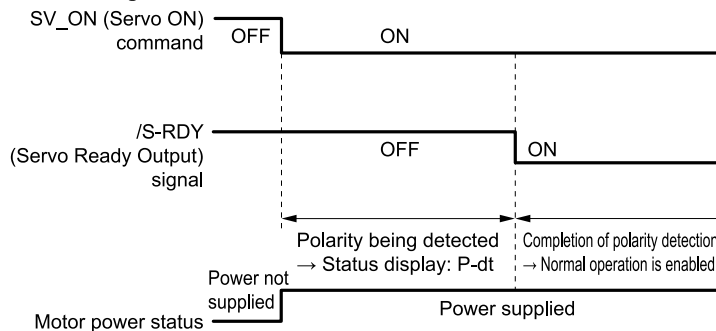 SV_ON (Servo ON)
command
OFF
ON
/S-RDY
(Servo Ready Output)
signal
OFF
ON
Polarity being detected
→ Status display: P-dt
Completion of polarity detection
→ Normal operation is enabled
Power not
supplied
Power supplied
Motor power status